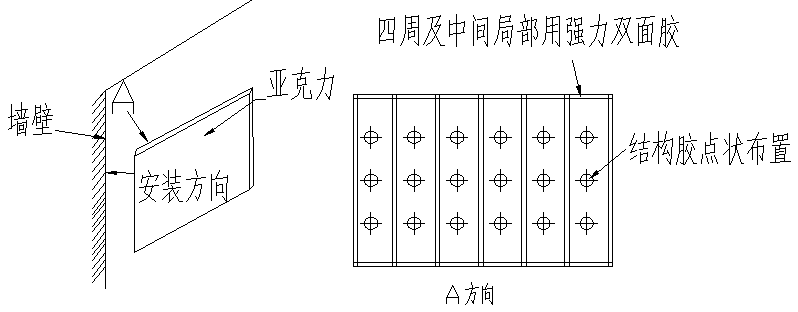 四周及中间局部用强力双面胶
A
亚克力
墙壁
结构胶点状布置
安装方向
A方向